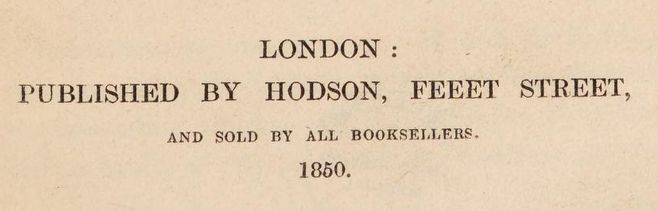 LONDON :
PUBLISHED BY HODSON, FEEET STREET,
AND SOLD BY ALL BOOKSELLERS.
1850.